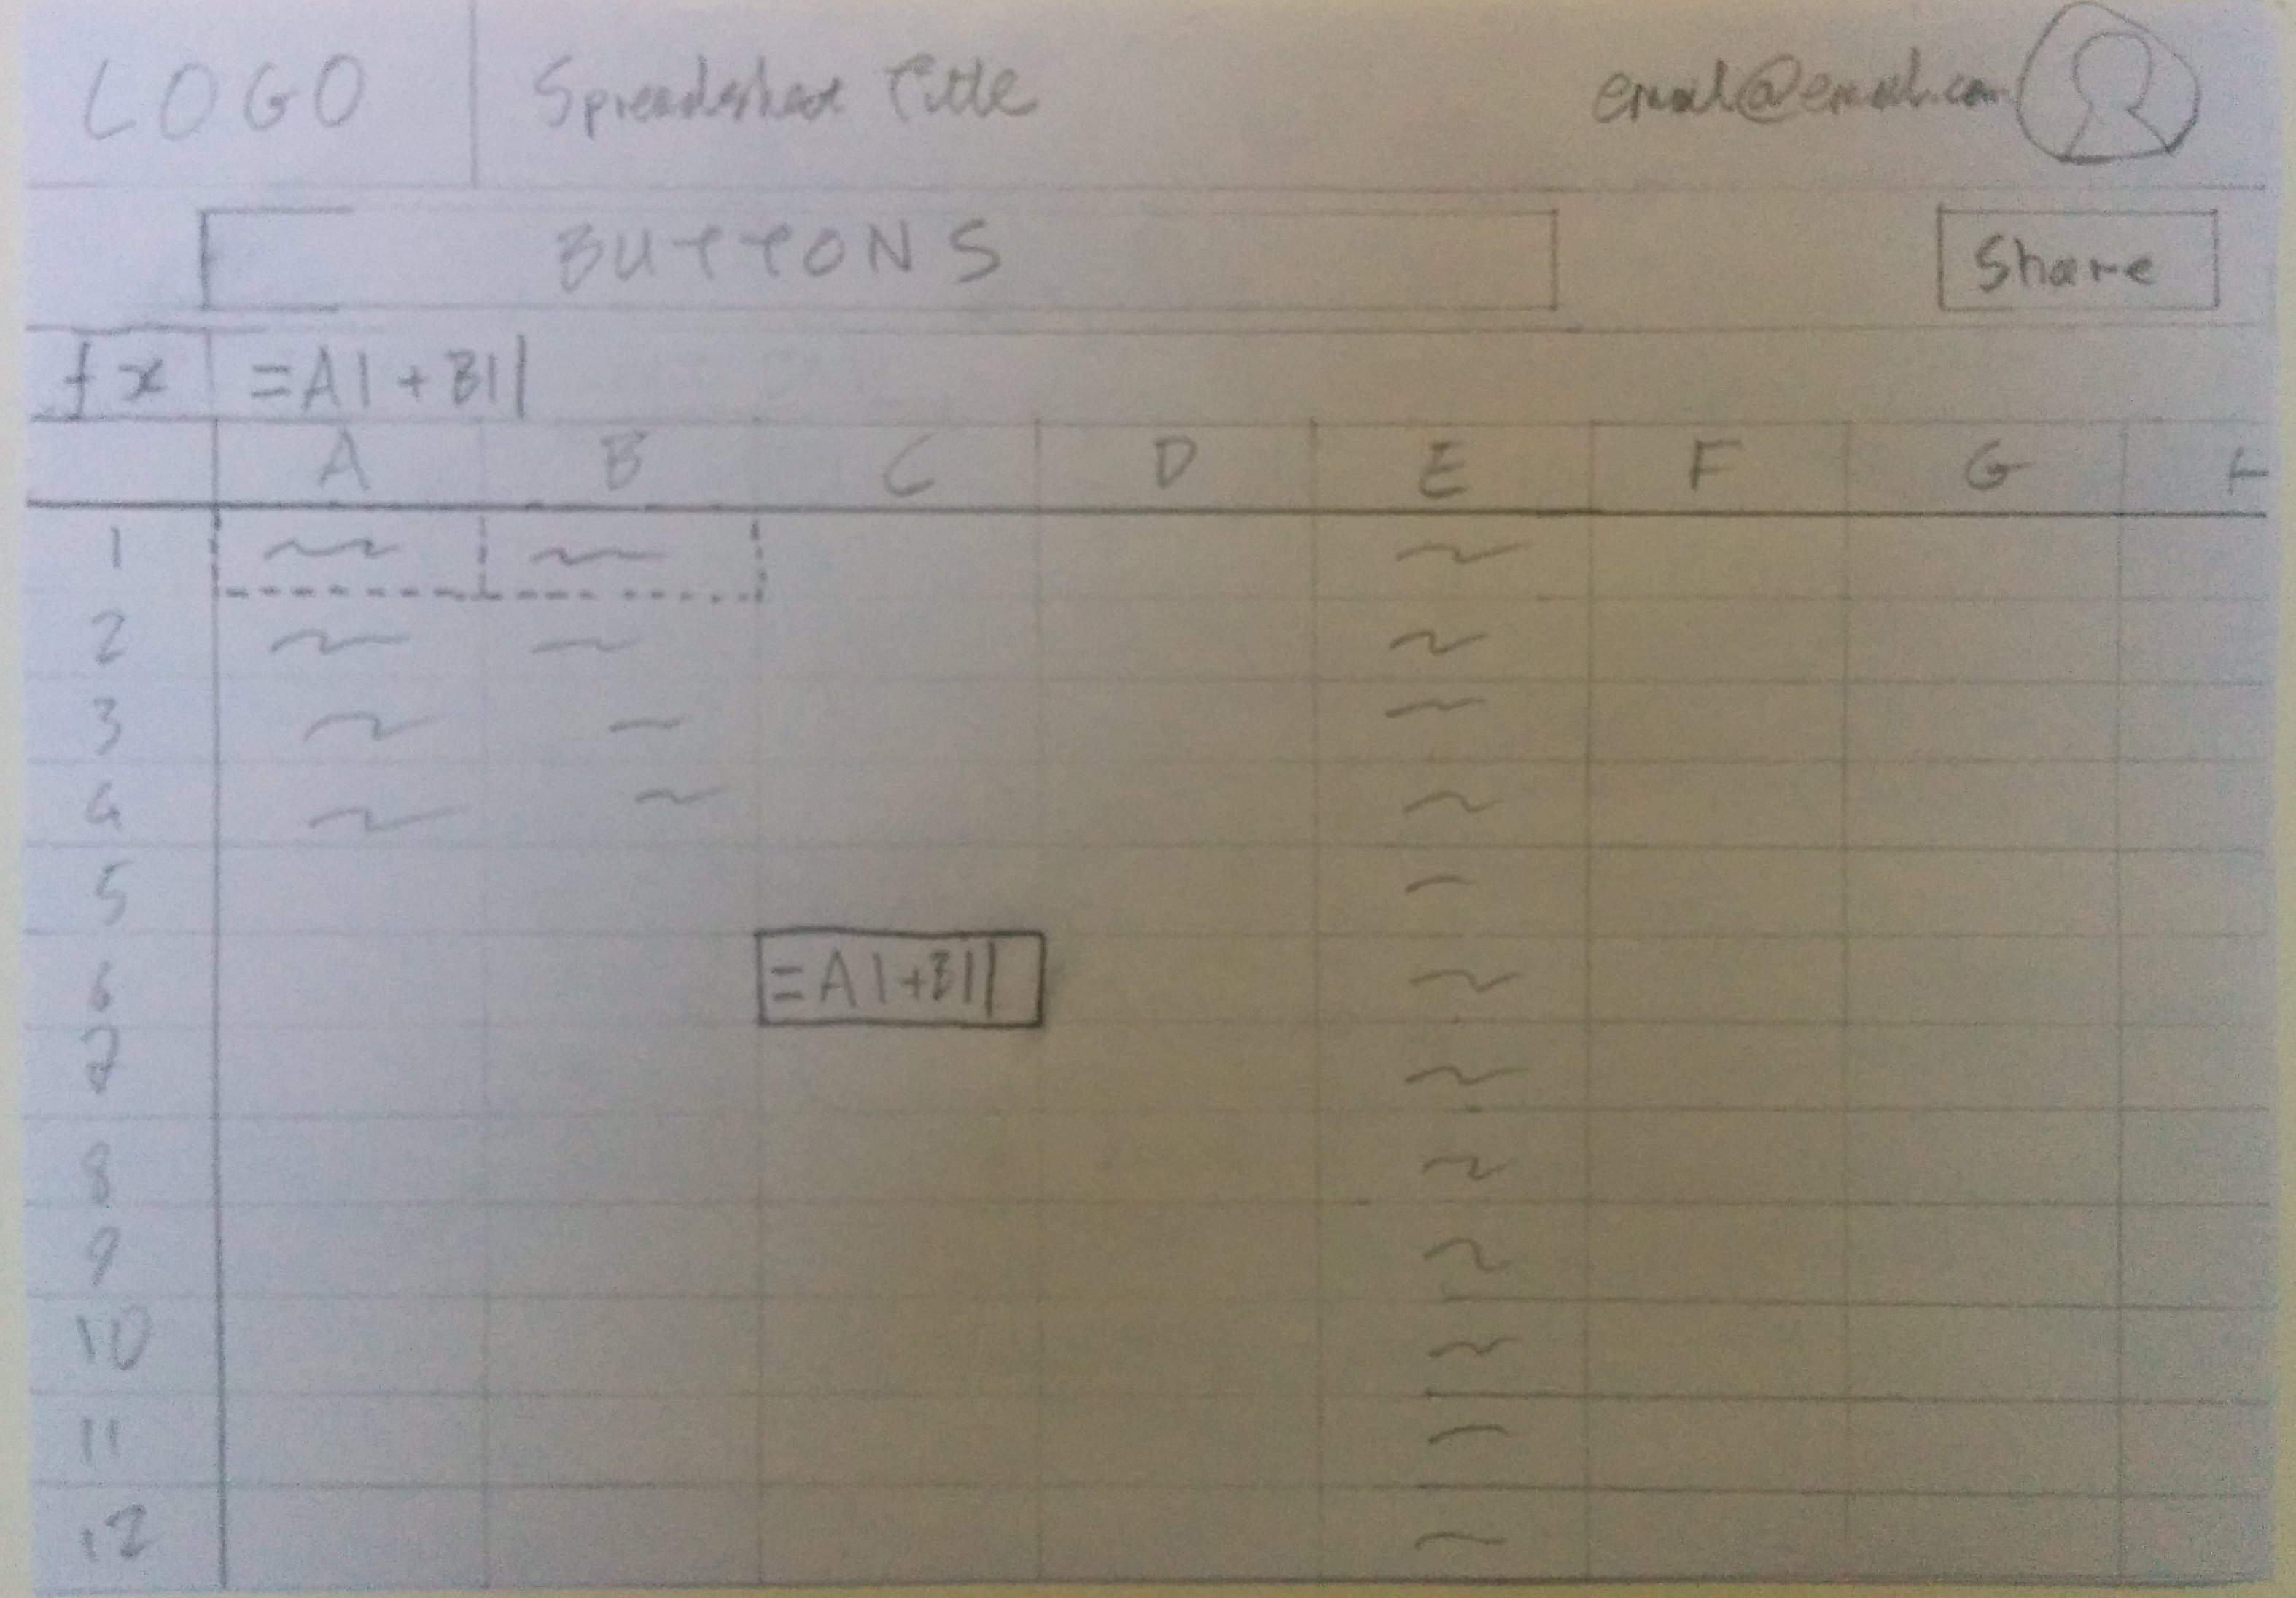 LOGO
Spreadsheet Title
email@email.com
BUTTONS
Share
fx
=A1+B1|
A B C D E F G
1
2
3
4
5
6 =A1+B1|
7
8
9
10
11
12